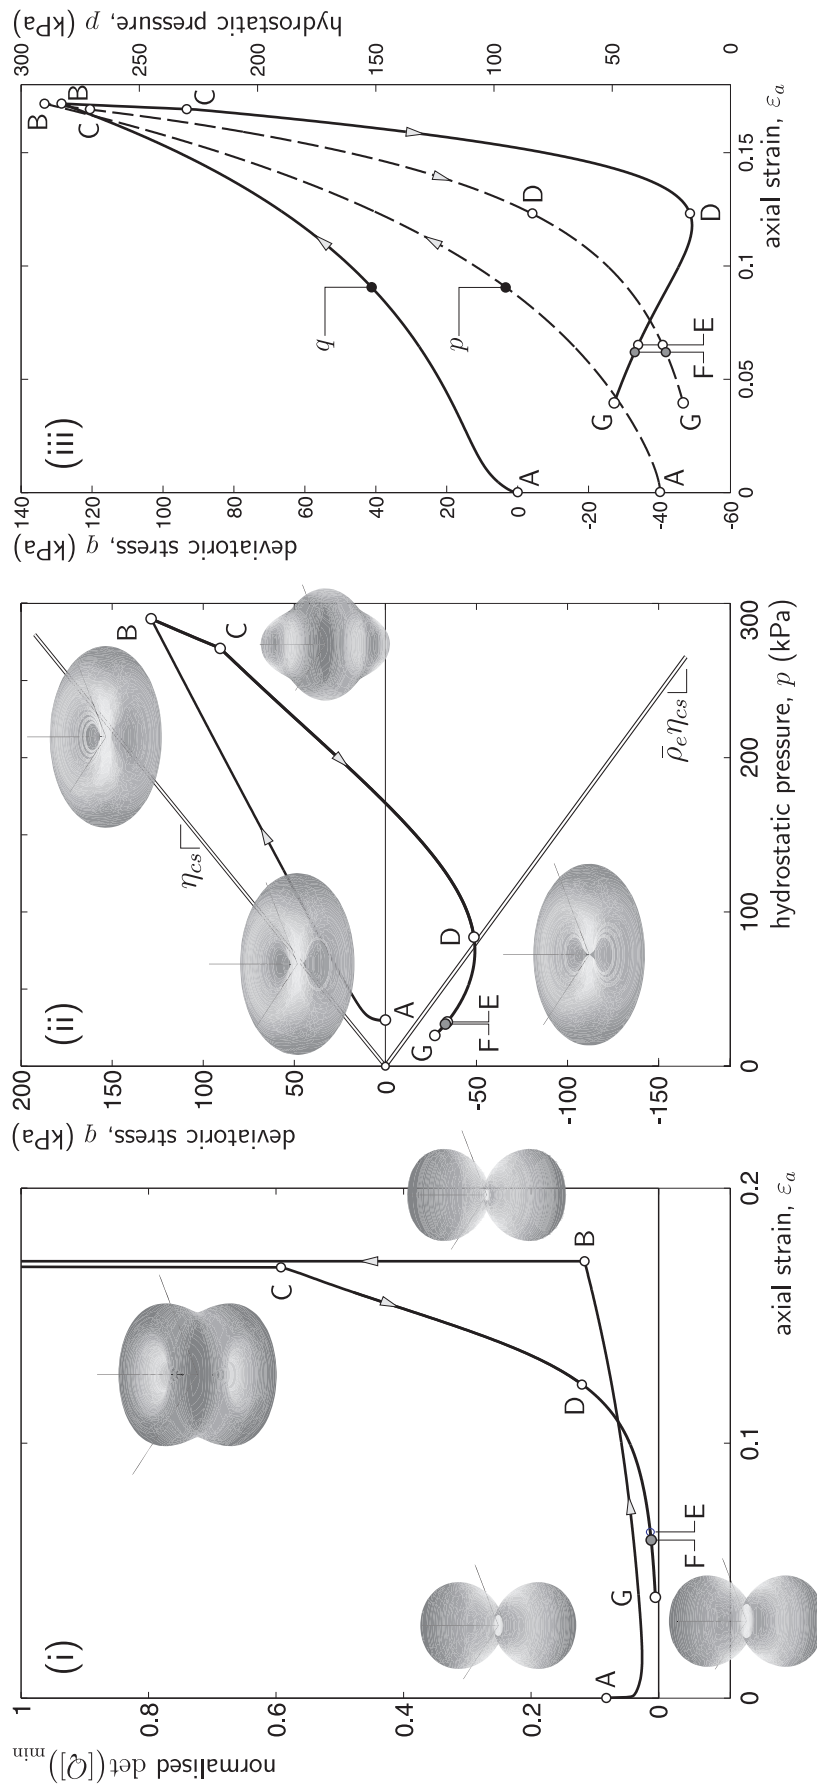 (i)
normalised det([Q])min
1
0.8
0.6
0.4
0.2
0
0
0.1
0.2
axial strain, εa
A
B
C
D
F
E
G
(ii)
deviatoric stress, q (kPa)
200
150
100
50
0
-50
-100
-150
0
100
200
300
hydrostatic pressure, p (kPa)
ηcs
ρ̄eηcs
A
B
C
D
F
E
G
(iii)
deviatoric stress, q (kPa)
140
120
100
80
60
40
20
0
-20
-40
-60
0
0.05
0.1
0.15
axial strain, εa
300
250
200
150
100
50
0
hydrostatic pressure, p (kPa)
q
p
B
B
C
C
D
D
F
E
G
G
A
A